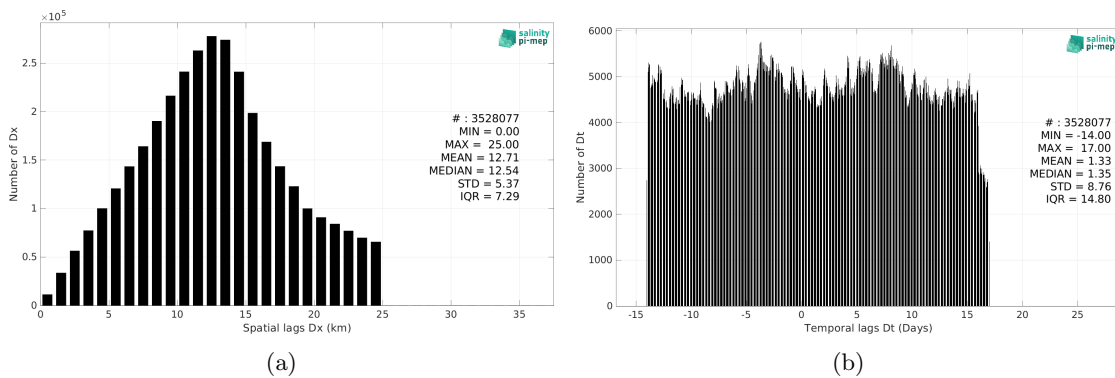 ×10⁵
2.5
2
1.5
1
0.5
0
Number of Dx
0 5 10 15 20 25 30 35
Spatial lags Dx (km)
salinity
pi-mep
# : 3528077
MIN = 0.00
MAX = 25.00
MEAN = 12.71
MEDIAN = 12.54
STD = 5.37
IQR = 7.29
(a)
6000
5000
4000
3000
2000
1000
0
Number of Dt
-15 -10 -5 0 5 10 15 20 25
Temporal lags Dt (Days)
salinity
pi-mep
# : 3528077
MIN = -14.00
MAX = 17.00
MEAN = 1.33
MEDIAN = 1.35
STD = 8.76
IQR = 14.80
(b)